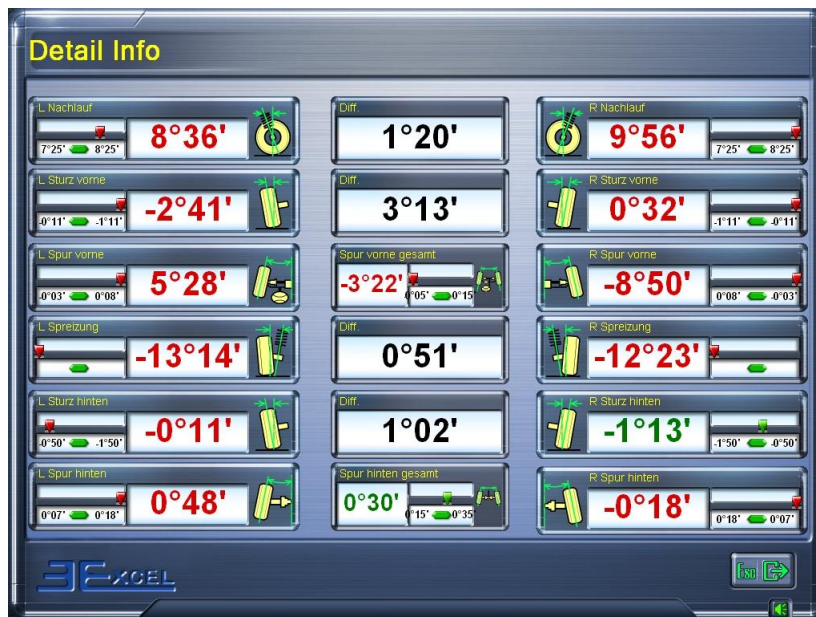 Detail Info
L Nachlauf
8°36'
7°25' 8°25'
Diff.
1°20'
R Nachlauf
9°56'
7°25' 8°25'
L Sturz vorne
-2°41'
-0°11' -1°11'
Diff.
3°13'
R Sturz vorne
0°32'
-1°11' -0°11'
L Spur vorne
5°28'
-0°03' 0°08'
Spur vorne gesamt
-3°22'
0°15
R Spur vorne
-8°50'
0°08' -0°03'
L Spreizung
-13°14'
Diff.
0°51'
R Spreizung
-12°23'
L Sturz hinten
-0°11'
-0°50' -1°50'
Diff.
1°02'
R Sturz hinten
-1°13'
-1°50' -0°50'
L Spur hinten
0°48'
0°07' 0°18'
Spur hinten gesamt
0°30'
0°15' 0°35
R Spur hinten
-0°18'
0°18' 0°07'
EXCEL
Esc